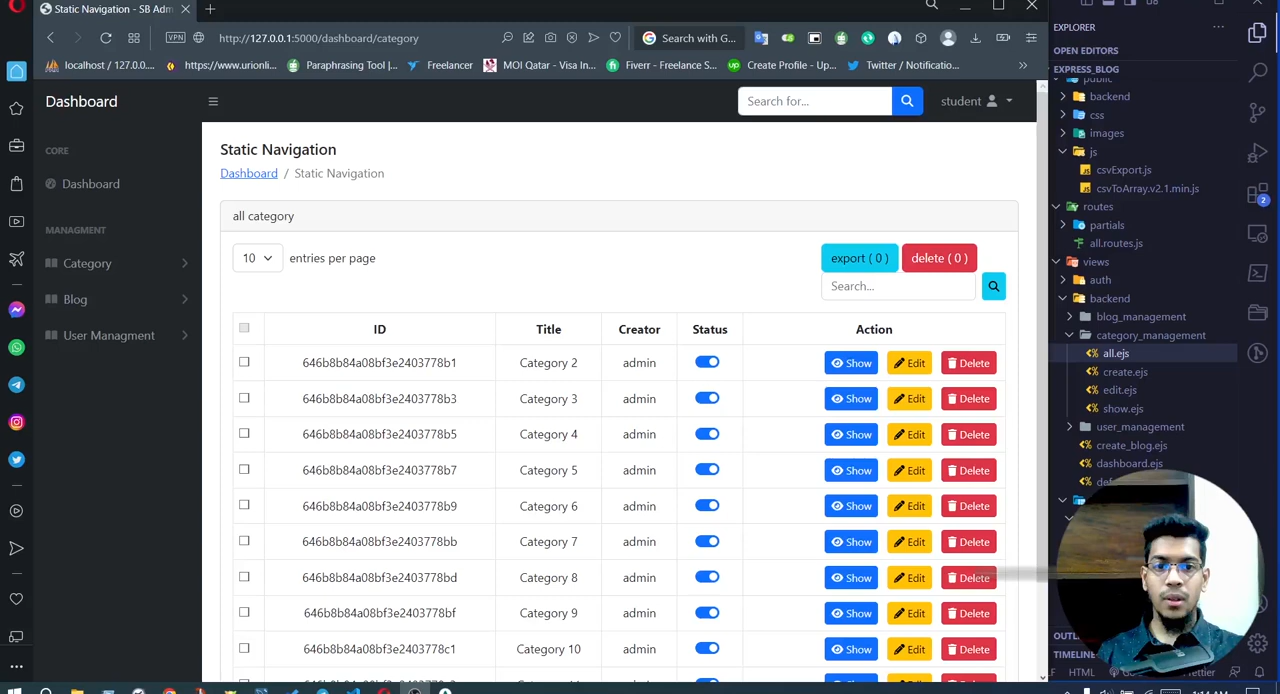 Static Navigation - SB Adm
EXPLORER
VPN
http://127.0.0.1:5000/dashboard/category
Search with G...
OPEN EDITORS
localhost / 127.0....
https://www.urionli...
Paraphrasing Tool |...
Freelancer
MOI Qatar - Visa In...
Fiverr - Freelance S...
Create Profile - Up...
Twitter / Notificatio...
EXPRESS_BLOG
public
backend
css
images
js
csvExport.js
csvToArray.v2.1.min.js
routes
partials
all.routes.js
views
auth
backend
blog_management
category_management
all.ejs
create.ejs
edit.ejs
show.ejs
user_management
create_blog.ejs
dashboard.ejs
Dashboard
Search for...
student
CORE
Dashboard
MANAGMENT
Category
Blog
User Managment
Static Navigation
Dashboard / Static Navigation
all category
10 entries per page
export ( 0 ) delete ( 0 )
Search...
ID Title Creator Status Action
646b8b84a08bf3e2403778b1 Category 2 admin Show Edit Delete
646b8b84a08bf3e2403778b3 Category 3 admin Show Edit Delete
646b8b84a08bf3e2403778b5 Category 4 admin Show Edit Delete
646b8b84a08bf3e2403778b7 Category 5 admin Show Edit Delete
646b8b84a08bf3e2403778b9 Category 6 admin Show Edit Delete
646b8b84a08bf3e2403778bb Category 7 admin Show Edit Delete
646b8b84a08bf3e2403778bd Category 8 admin Show Edit Delete
646b8b84a08bf3e2403778bf Category 9 admin Show Edit Delete
646b8b84a08bf3e2403778c1 Category 10 admin Show Edit Delete
2
TIMELINE
HTML
1:14 AM